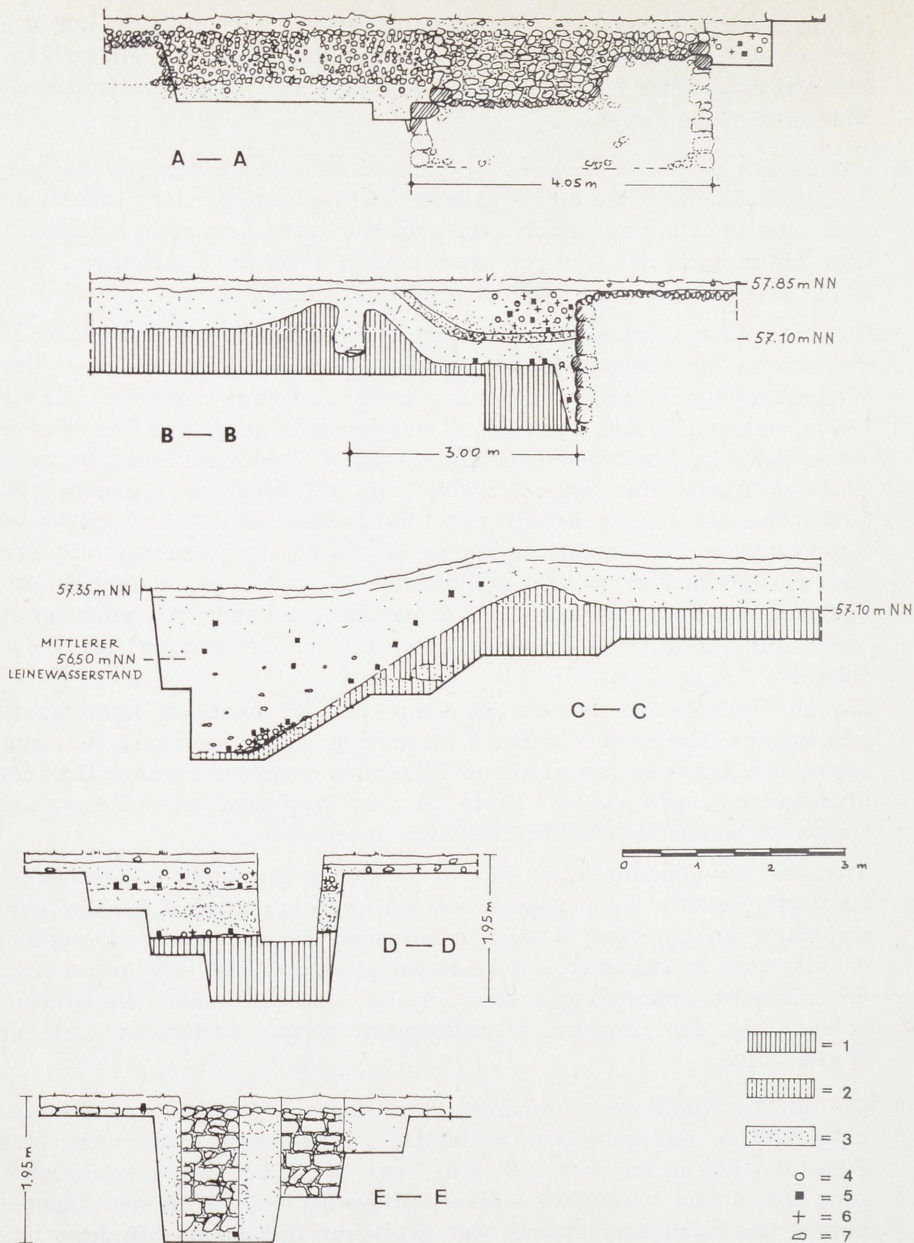 A — A
4.05 m
57.85 m NN
57.10 m NN
B — B
3.00 m
57.35 m NN
57.10 m NN
MITTLERER
56.50 m NN
LEINEWASSERSTAND
C — C
0 1 2 3 m
D — D
1.95 m
= 1
= 2
= 3
= 4
= 5
= 6
= 7
1.95 m
E — E